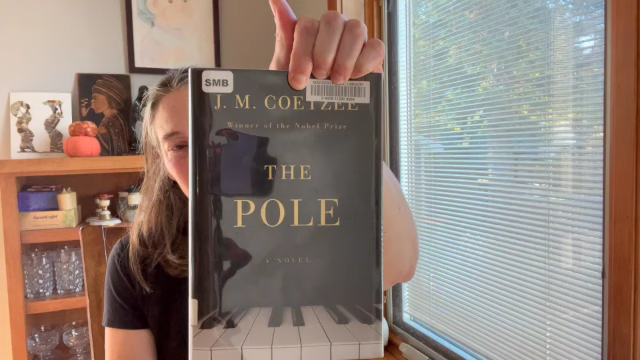 SMB
J. M. COETZEE
Winner of the Nobel Prize
THE
POLE
A NOVEL